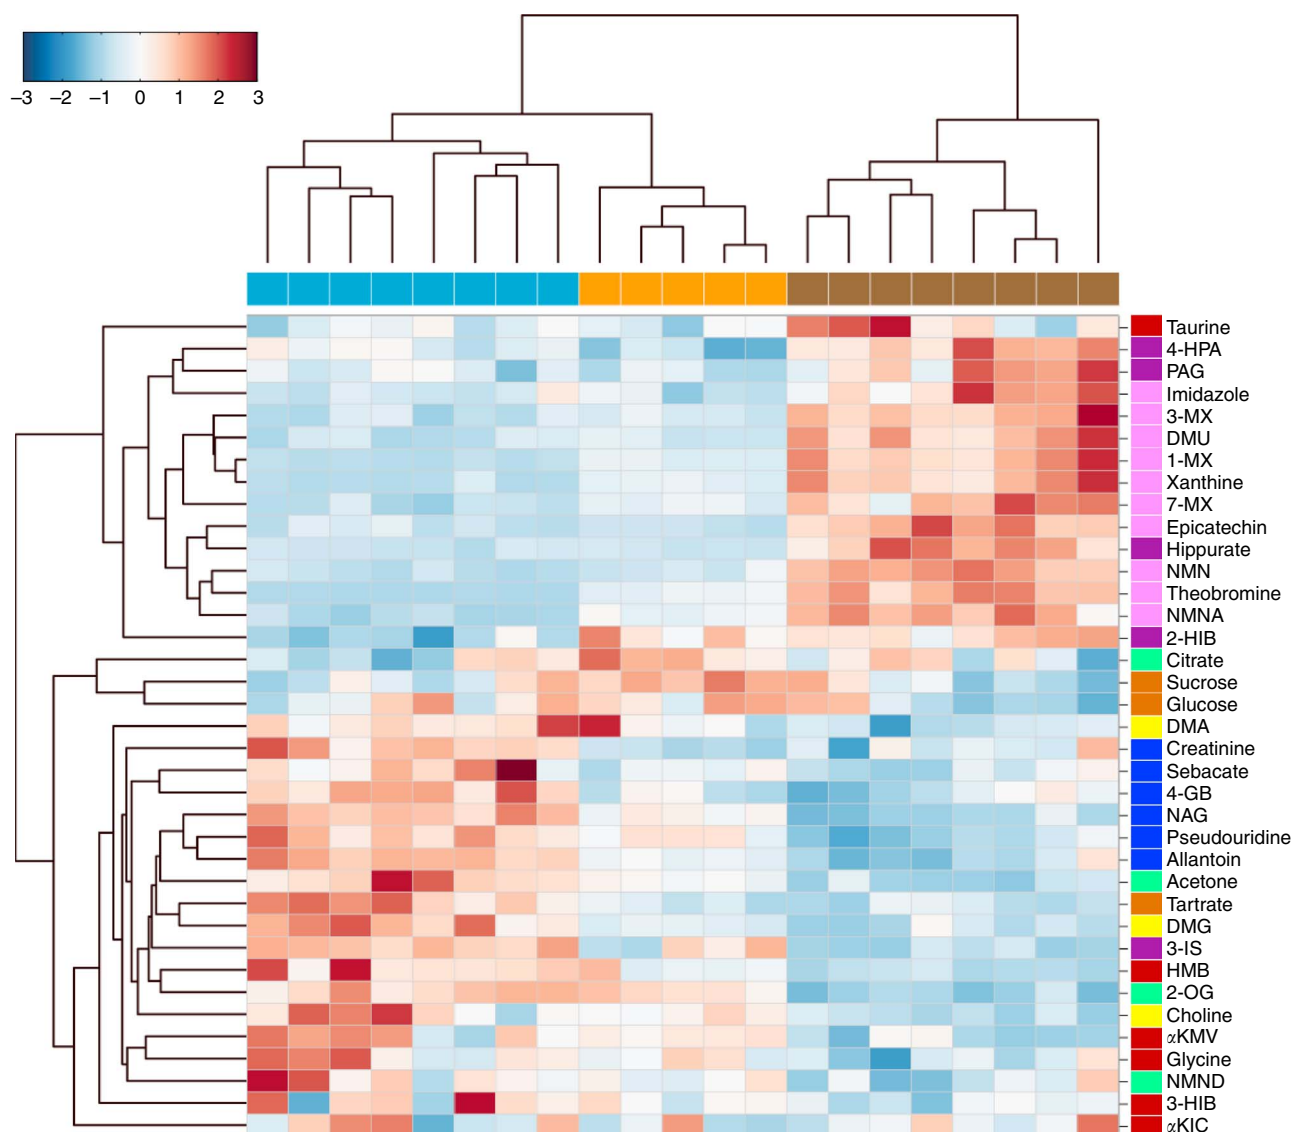 −3 −2 −1 0 1 2 3
Taurine
4-HPA
PAG
Imidazole
3-MX
DMU
1-MX
Xanthine
7-MX
Epicatechin
Hippurate
NMN
Theobromine
NMNA
2-HIB
Citrate
Sucrose
Glucose
DMA
Creatinine
Sebacate
4-GB
NAG
Pseudouridine
Allantoin
Acetone
Tartrate
DMG
3-IS
HMB
2-OG
Choline
αKMV
Glycine
NMND
3-HIB
αKIC